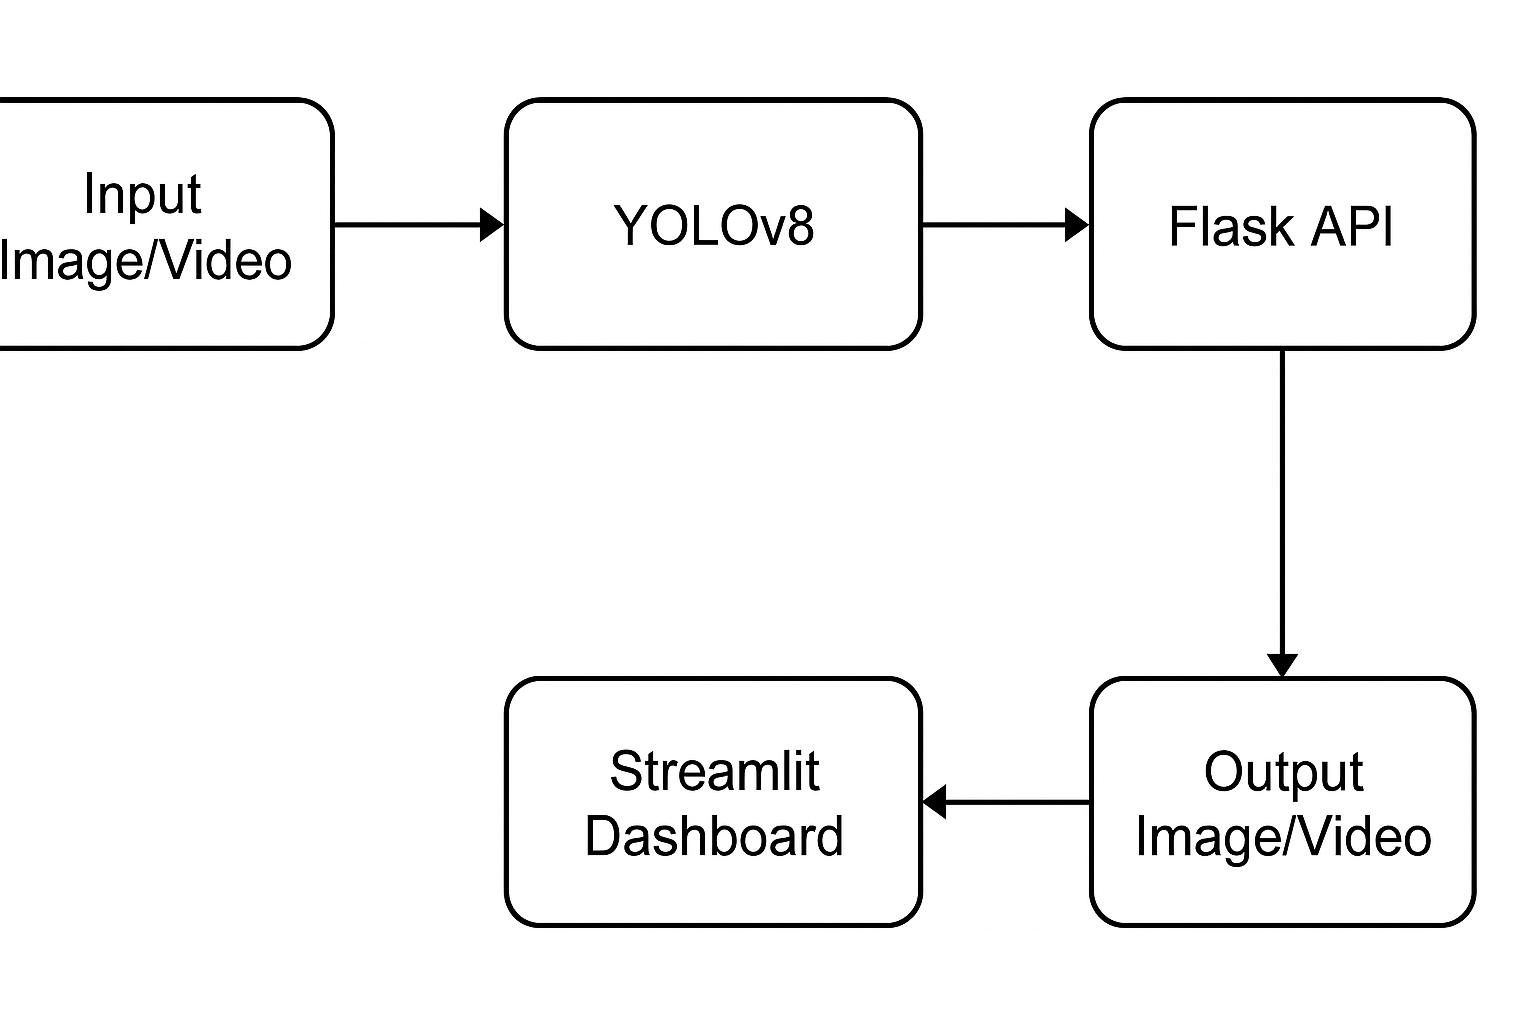 Input
Image/Video
YOLOv8
Flask API
Streamlit
Dashboard
Output
Image/Video